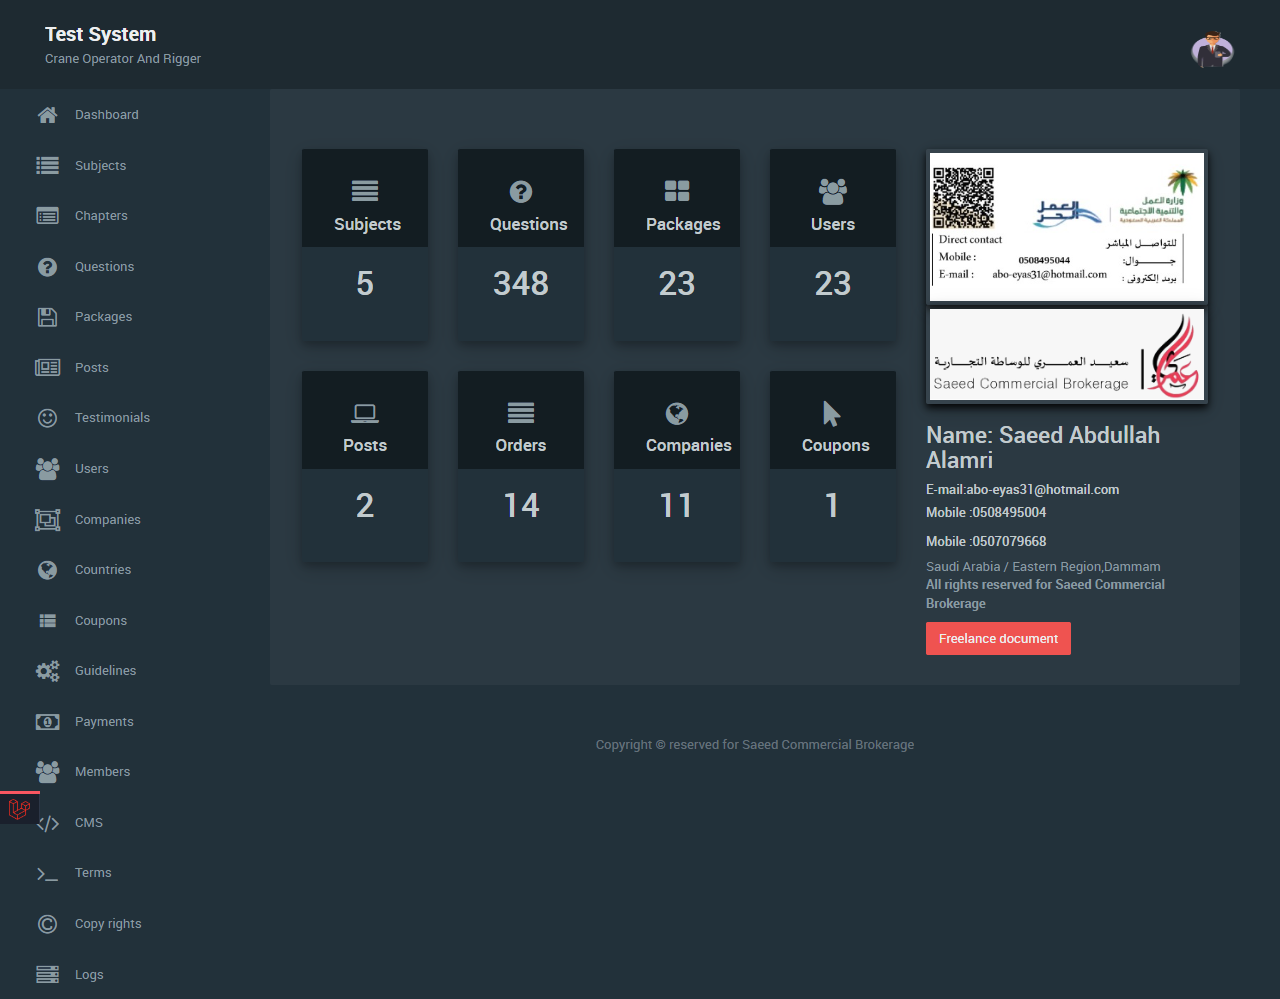 Test System
Crane Operator And Rigger
Dashboard
Subjects
Chapters
Questions
Packages
Posts
Testimonials
Users
Companies
Countries
Coupons
Guidelines
Payments
Members
CMS
Terms
Copy rights
Logs
Subjects
5
Questions
348
Packages
23
Users
23
Posts
2
Orders
14
Companies
11
Coupons
1
العمل الحر
وزارة العمل
والتنمية الاجتماعية
المملكة العربية السعودية
Direct contact
للتواصل المباشر
Mobile :
0508495044
جوال:
E-mail :
abo-eyas31@hotmail.com
بريد إلكتروني :
سعيد العمري للوساطة التجارية
Saeed Commercial Brokerage
Name: Saeed Abdullah
Alamri
E-mail:abo-eyas31@hotmail.com
Mobile :0508495004
Mobile :0507079668
Saudi Arabia / Eastern Region,Dammam
All rights reserved for Saeed Commercial
Brokerage
Freelance document
Copyright © reserved for Saeed Commercial Brokerage